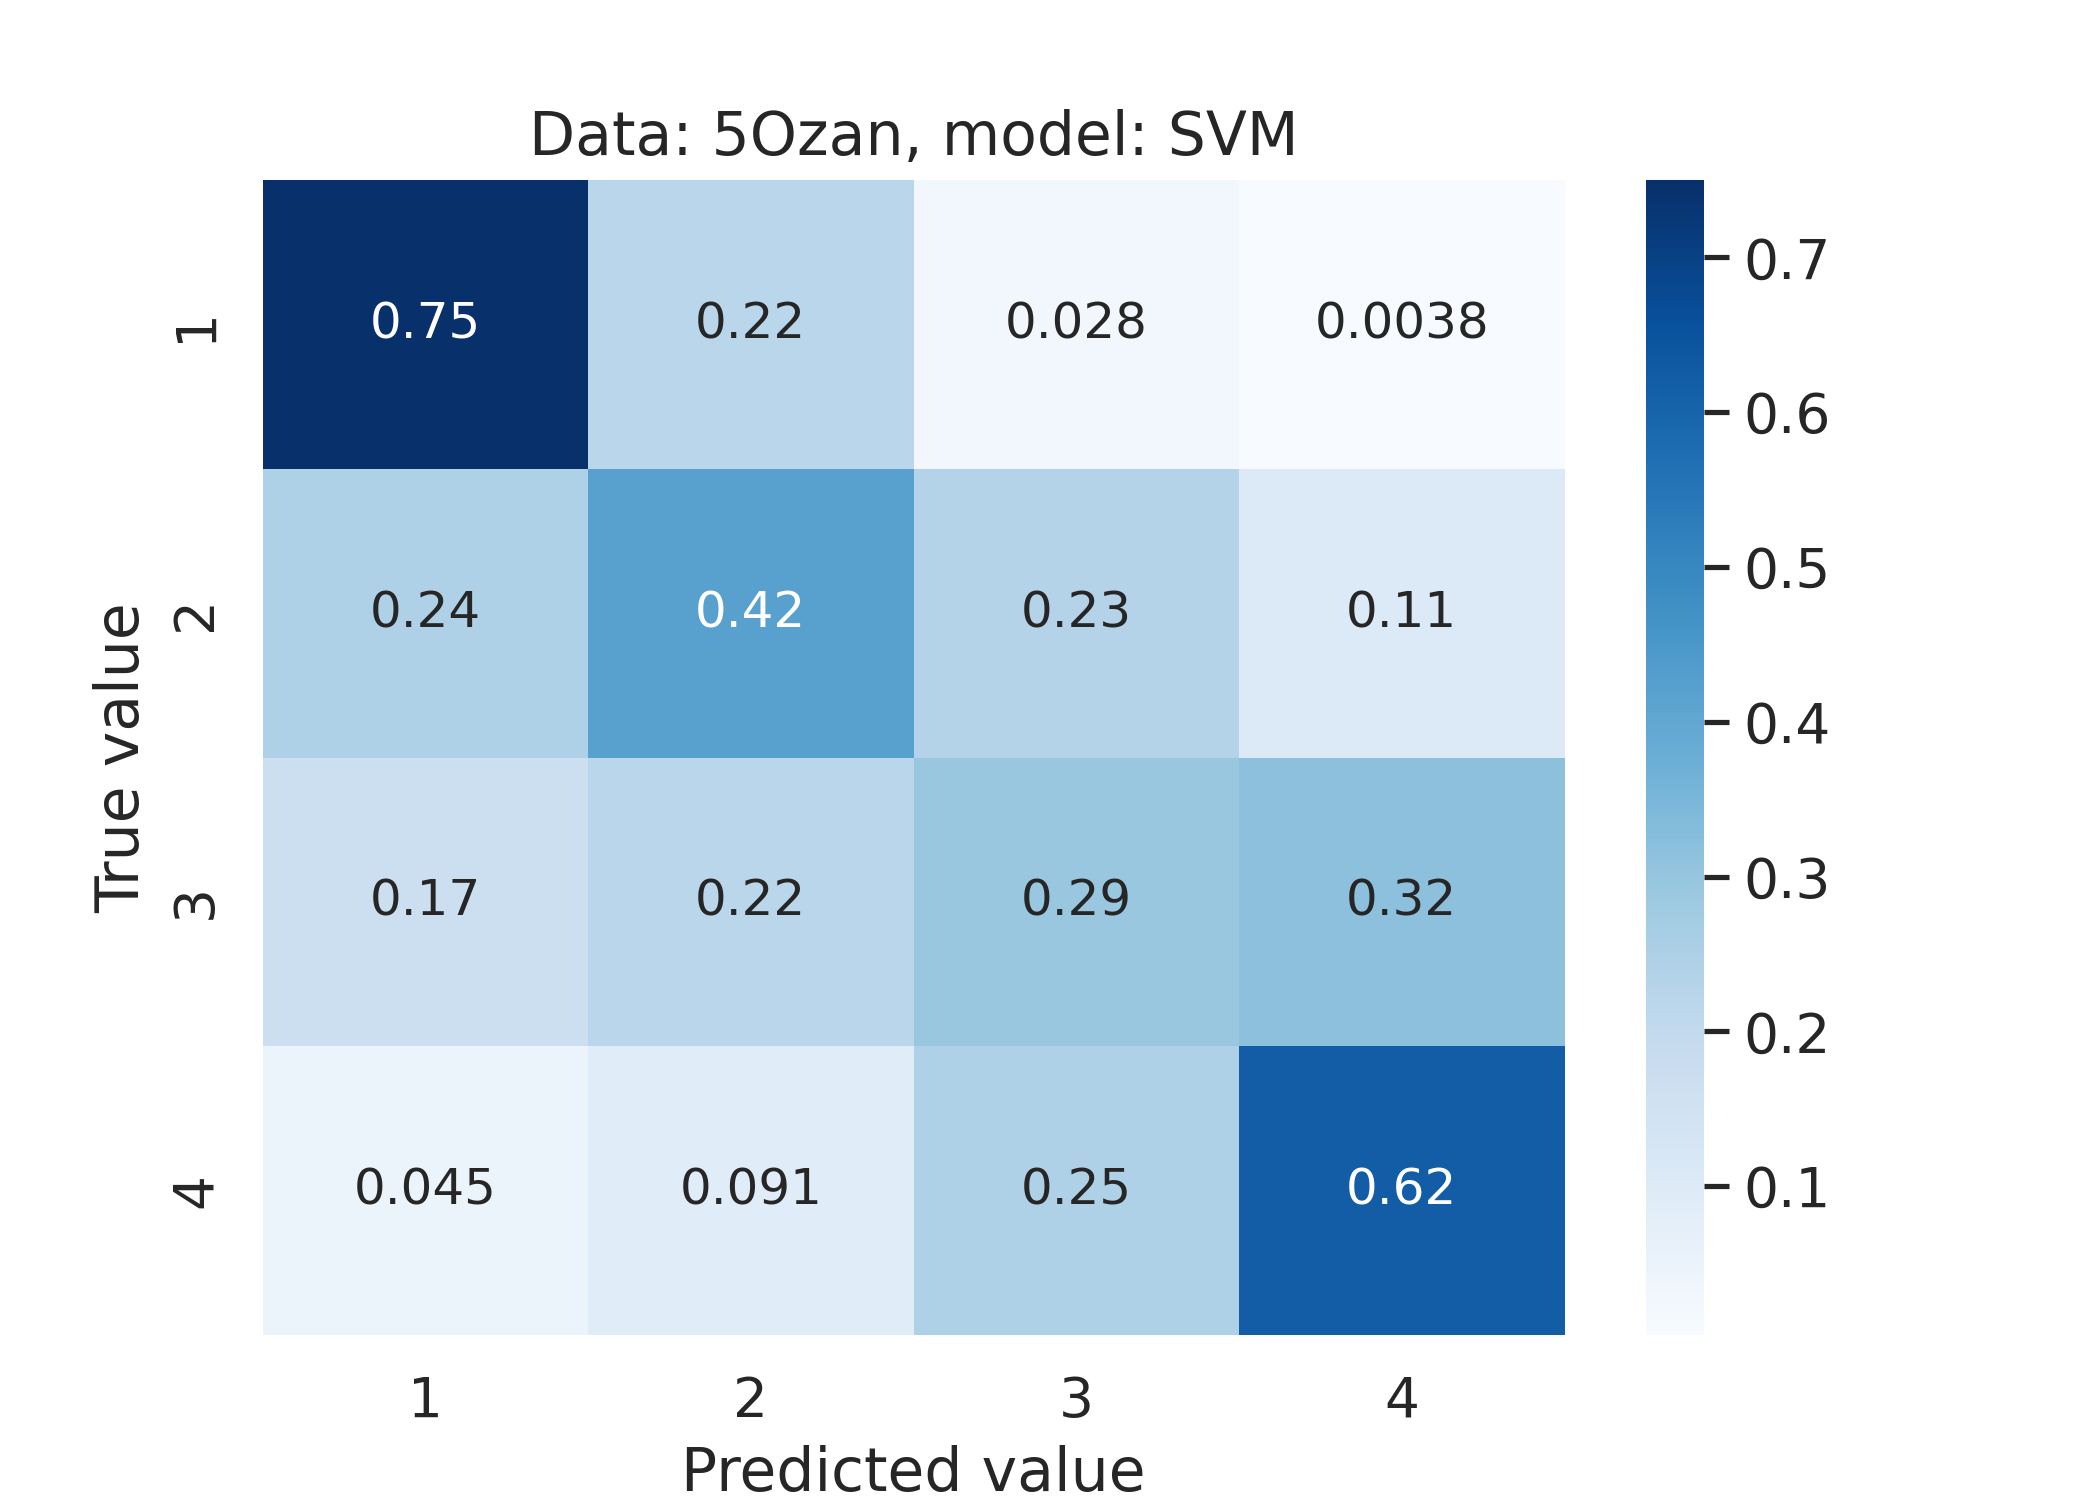 Data: 5Ozan, model: SVM
1 0.75 0.22 0.028 0.0038
2 0.24 0.42 0.23 0.11
3 0.17 0.22 0.29 0.32
4 0.045 0.091 0.25 0.62
True value
1 2 3 4
Predicted value
0.7
0.6
0.5
0.4
0.3
0.2
0.1